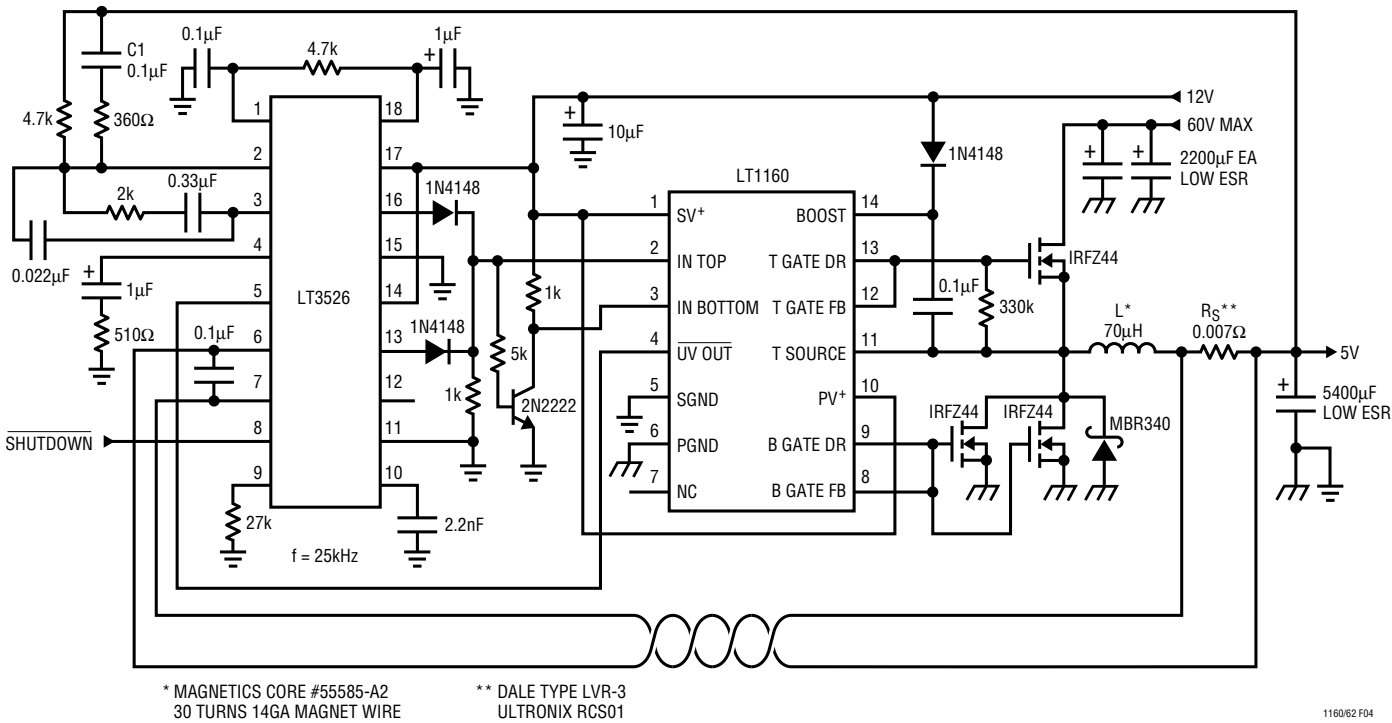 C1
0.1µF
0.1µF
4.7k
1µF
+
4.7k
360Ω
1
18
2
17
3
16
4
15
5
14
6
13
7
12
8
11
9
10
LT3526
2k
0.33µF
0.022µF
+
1µF
510Ω
0.1µF
SHUTDOWN
27k
2.2nF
f = 25kHz
1N4148
1N4148
1k
5k
1k
2N2222
+
10µF
12V
60V MAX
1N4148
+
+
2200µF EA
LOW ESR
LT1160
1
SV+
BOOST
14
2
IN TOP
T GATE DR
13
3
IN BOTTOM
T GATE FB
12
4
UV OUT
T SOURCE
11
5
SGND
PV+
10
6
PGND
B GATE DR
9
7
NC
B GATE FB
8
0.1µF
330k
IRFZ44
L*
70µH
RS**
0.007Ω
5V
IRFZ44
IRFZ44
MBR340
+
5400µF
LOW ESR
* MAGNETICS CORE #55585-A2
30 TURNS 14GA MAGNET WIRE
** DALE TYPE LVR-3
ULTRONIX RCS01
1160/62 F04